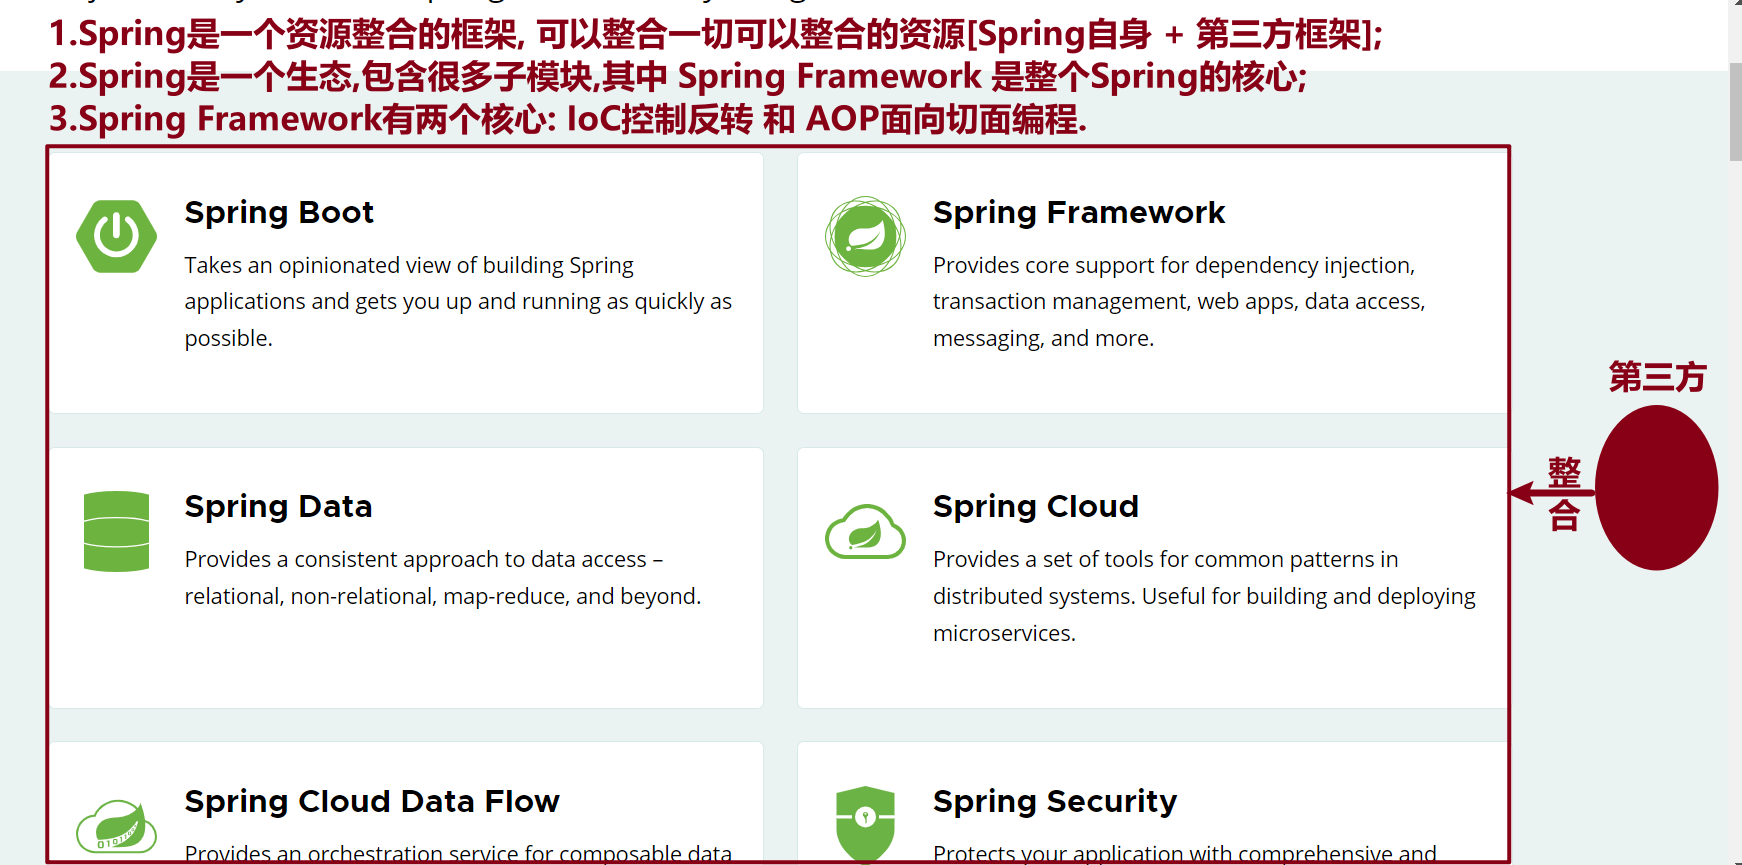 1.Spring是一个资源整合的框架, 可以整合一切可以整合的资源[Spring自身 + 第三方框架];
2.Spring是一个生态,包含很多子模块,其中 Spring Framework 是整个Spring的核心;
3.Spring Framework有两个核心: IoC控制反转 和 AOP面向切面编程.
Spring Boot
Takes an opinionated view of building Spring
applications and gets you up and running as quickly as
possible.
Spring Framework
Provides core support for dependency injection,
transaction management, web apps, data access,
messaging, and more.
第三方
整
合
Spring Data
Provides a consistent approach to data access –
relational, non-relational, map-reduce, and beyond.
Spring Cloud
Provides a set of tools for common patterns in
distributed systems. Useful for building and deploying
microservices.
Spring Cloud Data Flow
Provides an orchestration service for composable data
Spring Security
Protects your application with comprehensive and